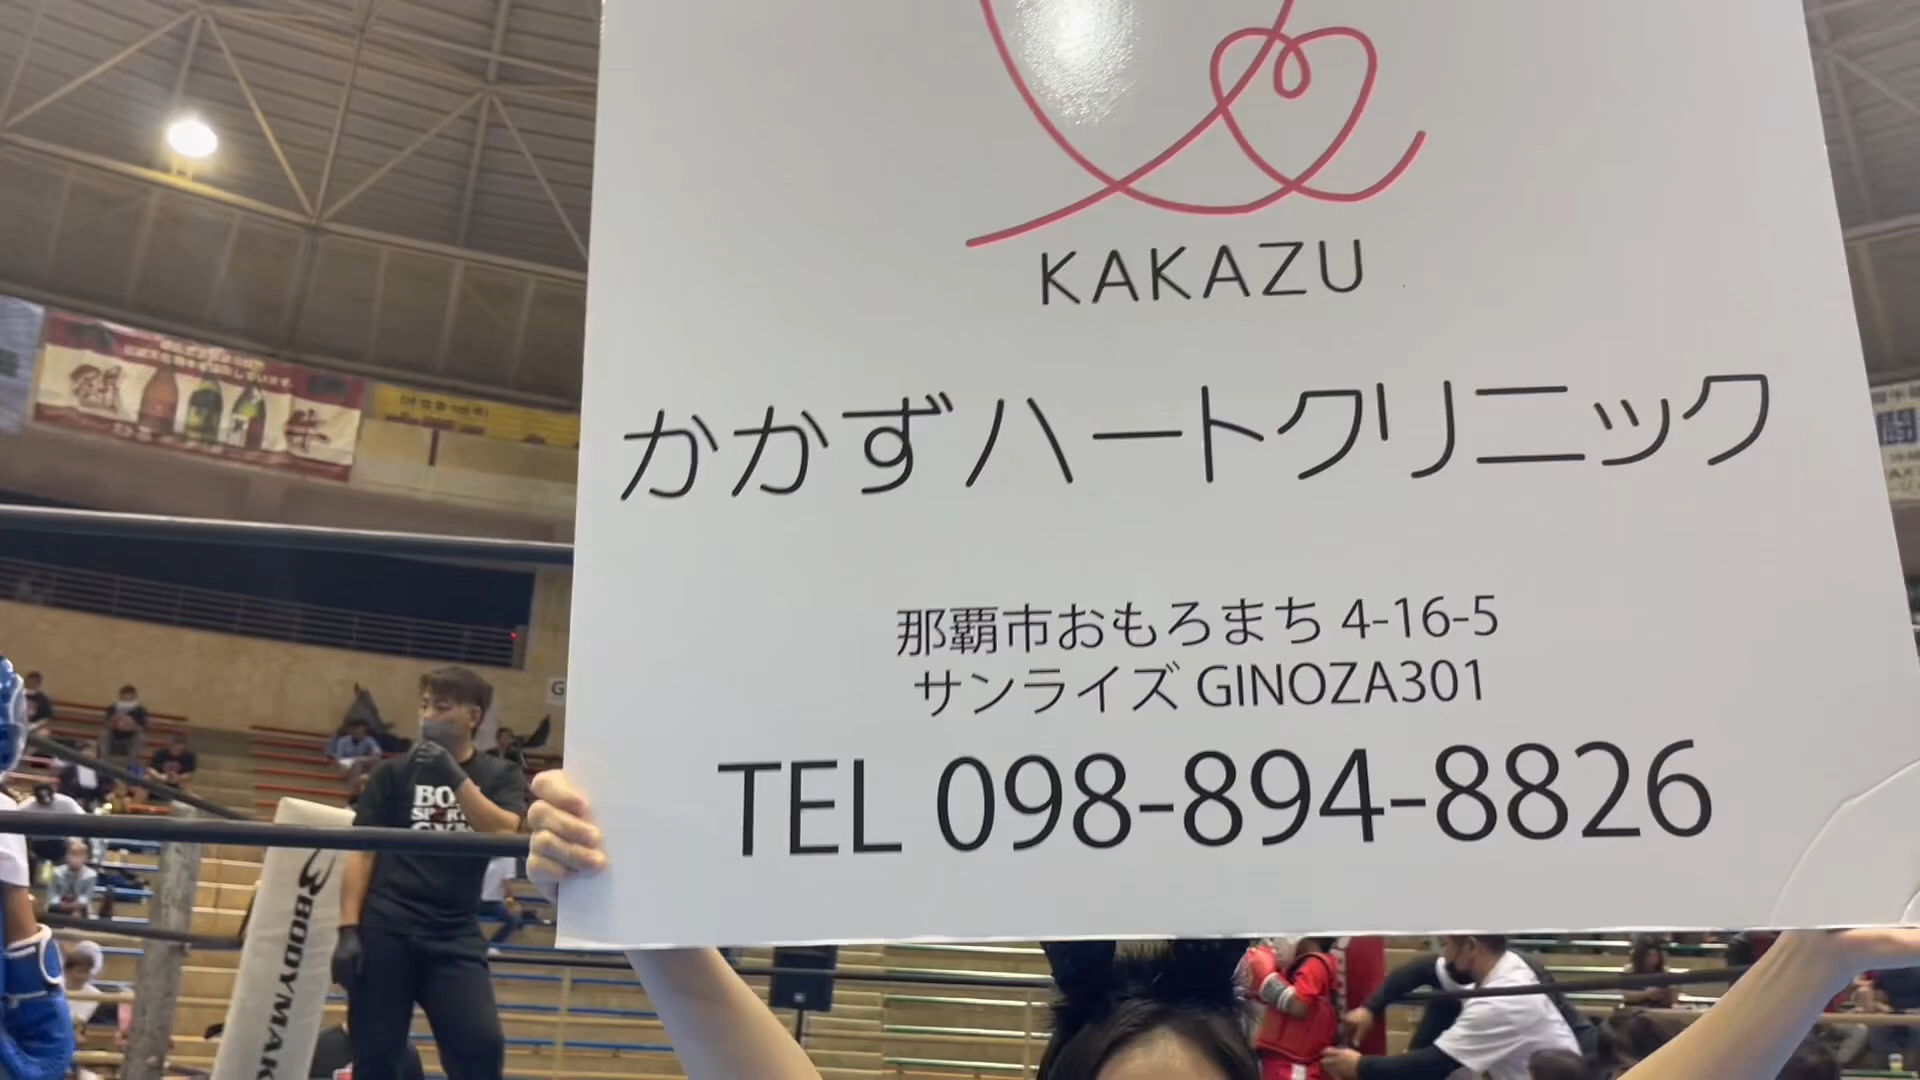 KAKAZU
かかずハートクリニック
那覇市おもろまち 4-16-5
サンライズ GINOZA301
TEL 098-894-8826
BODYMAK